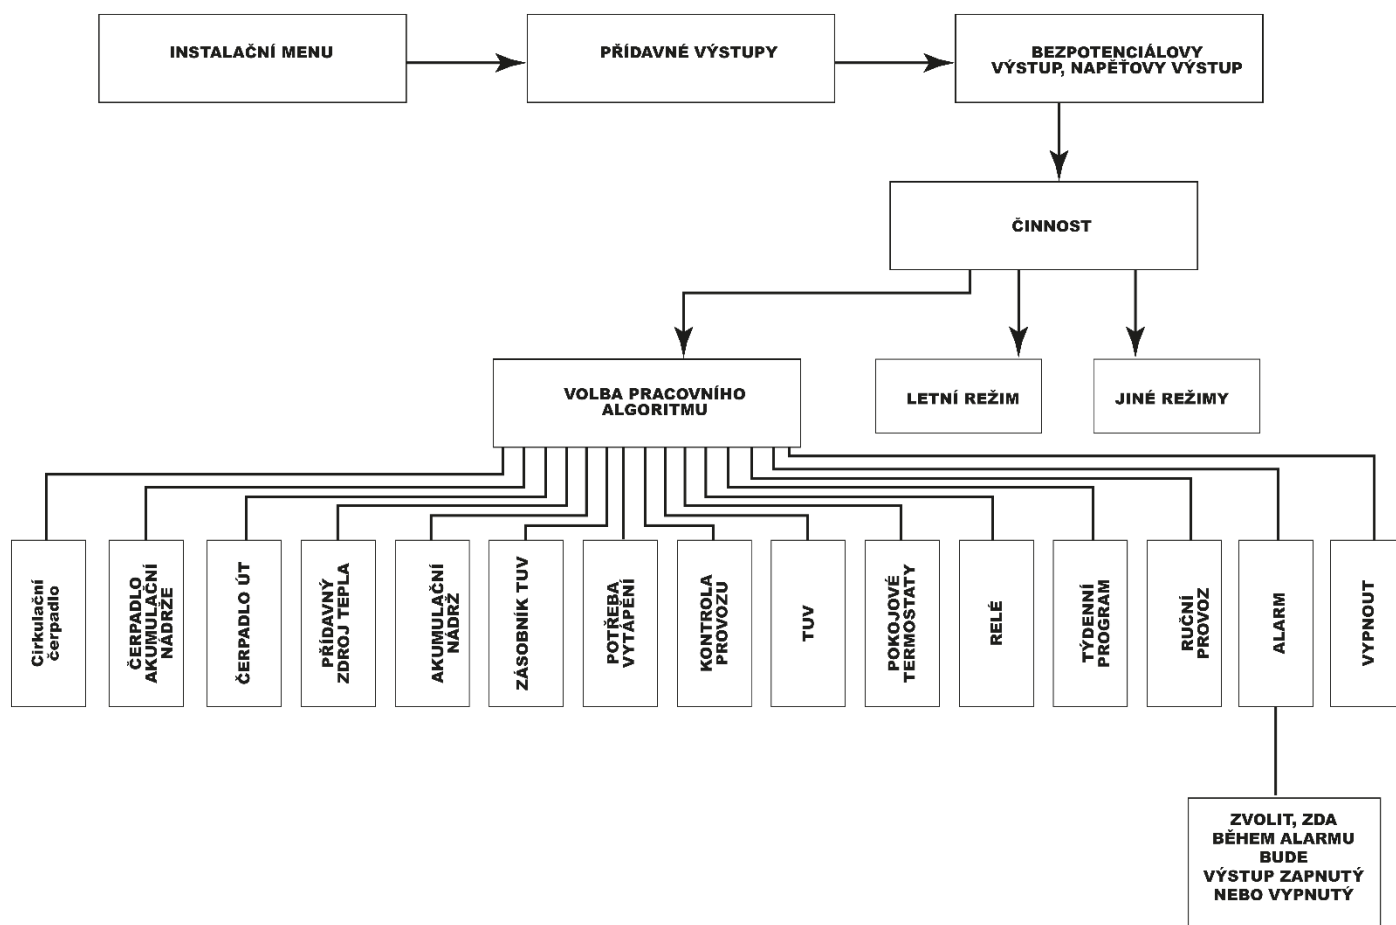 INSTALAČNÍ MENU
PŘÍDAVNÉ VÝSTUPY
BEZPOTENCIÁLOVY
VÝSTUP, NAPĚŤOVY VÝSTUP
ČINNOST
VOLBA PRACOVNÍHO
ALGORITMU
LETNÍ REŽIM
JINÉ REŽIMY
Cirkulační
čerpadlo
ČERPADLO
AKUMULAČNÍ
NÁDRŽE
ČERPADLO ÚT
PŘÍDAVNÝ
ZDROJ TEPLA
AKUMULAČNÍ
NÁDRŽ
ZÁSOBNÍK TUV
POTŘEBA
VYTÁPĚNÍ
KONTROLA
PROVOZU
TUV
POKOJOVÉ
TERMOSTATY
RELÉ
TÝDENNÍ
PROGRAM
RUČNÍ
PROVOZ
ALARM
VYPNOUT
ZVOLIT, ZDA
BĚHEM ALARMU
BUDE
VÝSTUP ZAPNUTÝ
NEBO VYPNUTÝ